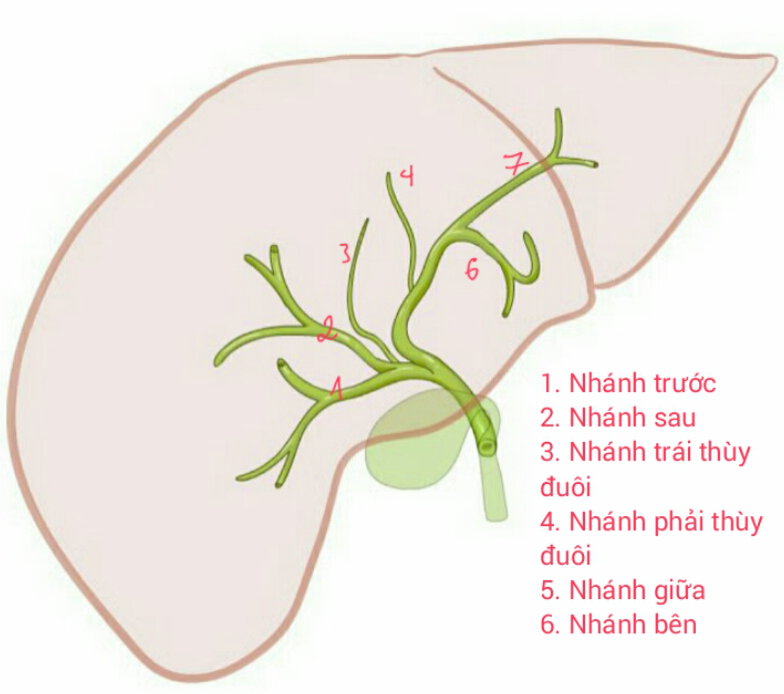 7
4
3
6
2
1
1. Nhánh trước
2. Nhánh sau
3. Nhánh trái thùy
đuôi
4. Nhánh phải thùy
đuôi
5. Nhánh giữa
6. Nhánh bên